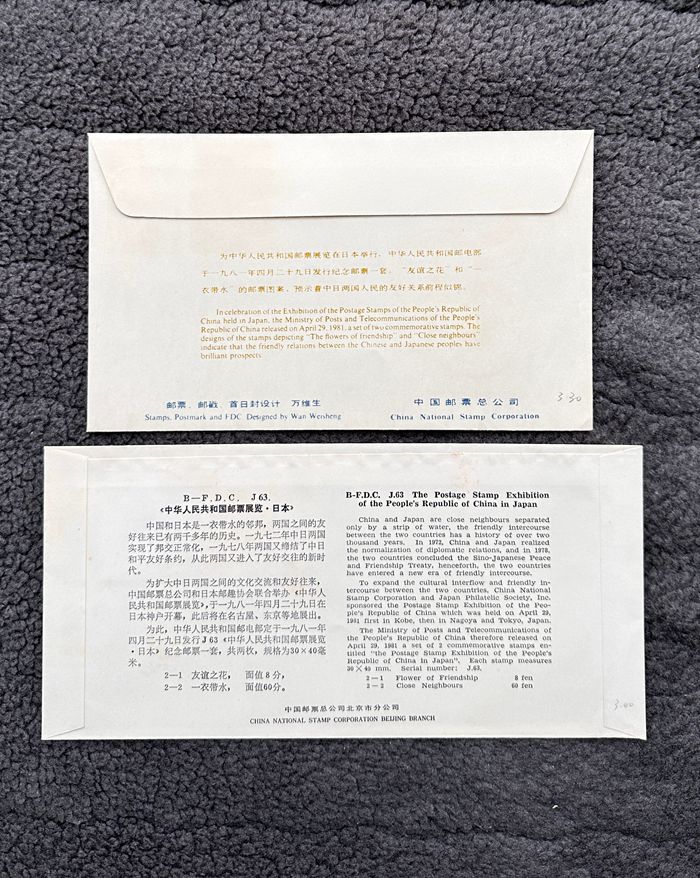 为中华人民共和国邮票展览在日本举行，中华人民共和国邮电部
于一九八一年四月二十九日发行纪念邮票一套。“友谊之花”和“一
衣带水”的邮票图案，预示着中日两国人民的友好关系前程似锦。
In celebration of the Exhibition of the Postage Stamps of the People's Republic of
China held in Japan, the Ministry of Posts and Telecommunications of the People's
Republic of China released on April 29, 1981, a set of two commemorative stamps. The
designs of the stamps depicting "The flowers of friendship" and "Close neighbours"
indicate that the friendly relations between the Chinese and Japanese peoples have
brilliant prospects.
邮票、邮戳、首日封设计 万维生
Stamps, Postmark and FDC Designed by Wan Weisheng
中国邮票总公司
China National Stamp Corporation
3.30
B—F.D.C. J63.
《中华人民共和国邮票展览·日本》
中国和日本是一衣带水的邻邦，两国之间的友
好往来已有两千多年的历史。一九七二年中日两国
实现了邦交正常化，一九七八年两国又缔结了中日
和平友好条约，从此两国又进入了友好交往的新时
代。
为扩大中日两国之间的文化交流和友好往来，
中国邮票总公司和日本邮趣协会联合举办《中华人
民共和国邮票展览》，于一九八一年四月二十九日在
日本神户开幕，此后将在名古屋、东京等地展出。
为此，中华人民共和国邮电部定于一九八一年
四月二十九日发行J63《中华人民共和国邮票展览
·日本》纪念邮票一套，共两枚，规格为30×40毫
米。
2—1 友谊之花， 面值8分，
2—2 一衣带水， 面值60分。
B-F.D.C. J.63 The Postage Stamp Exhibition
of the People's Republic of China in Japan
China and Japan are close neighbours separated
only by a strip of water, the friendly intercourse
between the two countries has a history of over two
thousand years. In 1972, China and Japan realized
the normalization of diplomatic relations, and in 1978,
the two countries concluded the Sino-Japanese Peace
and Friendship Treaty, henceforth, the two countries
have entered a new era of friendly intercourse.
To expand the cultural interflow and friendly in-
tercourse between the two countries, China National
Stamp Corporation and Japan Philatelic Society, Inc.
sponsored the Postage Stamp Exhibition of the Peo-
ple's Republic of China which was held on April 29,
1981 first in Kobe, then in Nagoya and Tokyo, Japan.
The Ministry of Posts and Telecommunications of
the People's Republic of China therefore released on
April 29, 1981 a set of 2 commemorative stamps en-
titled "the Postage Stamp Exhibition of the People's
Republic of China in Japan". Each stamp measures
30×40 mm. Serial number: J.63.
2—1 Flower of Friendship 8 fen
2—2 Close Neighbours 60 fen
中国邮票总公司北京市分公司
CHINA NATIONAL STAMP CORPORATION BEIJING BRANCH
3.00